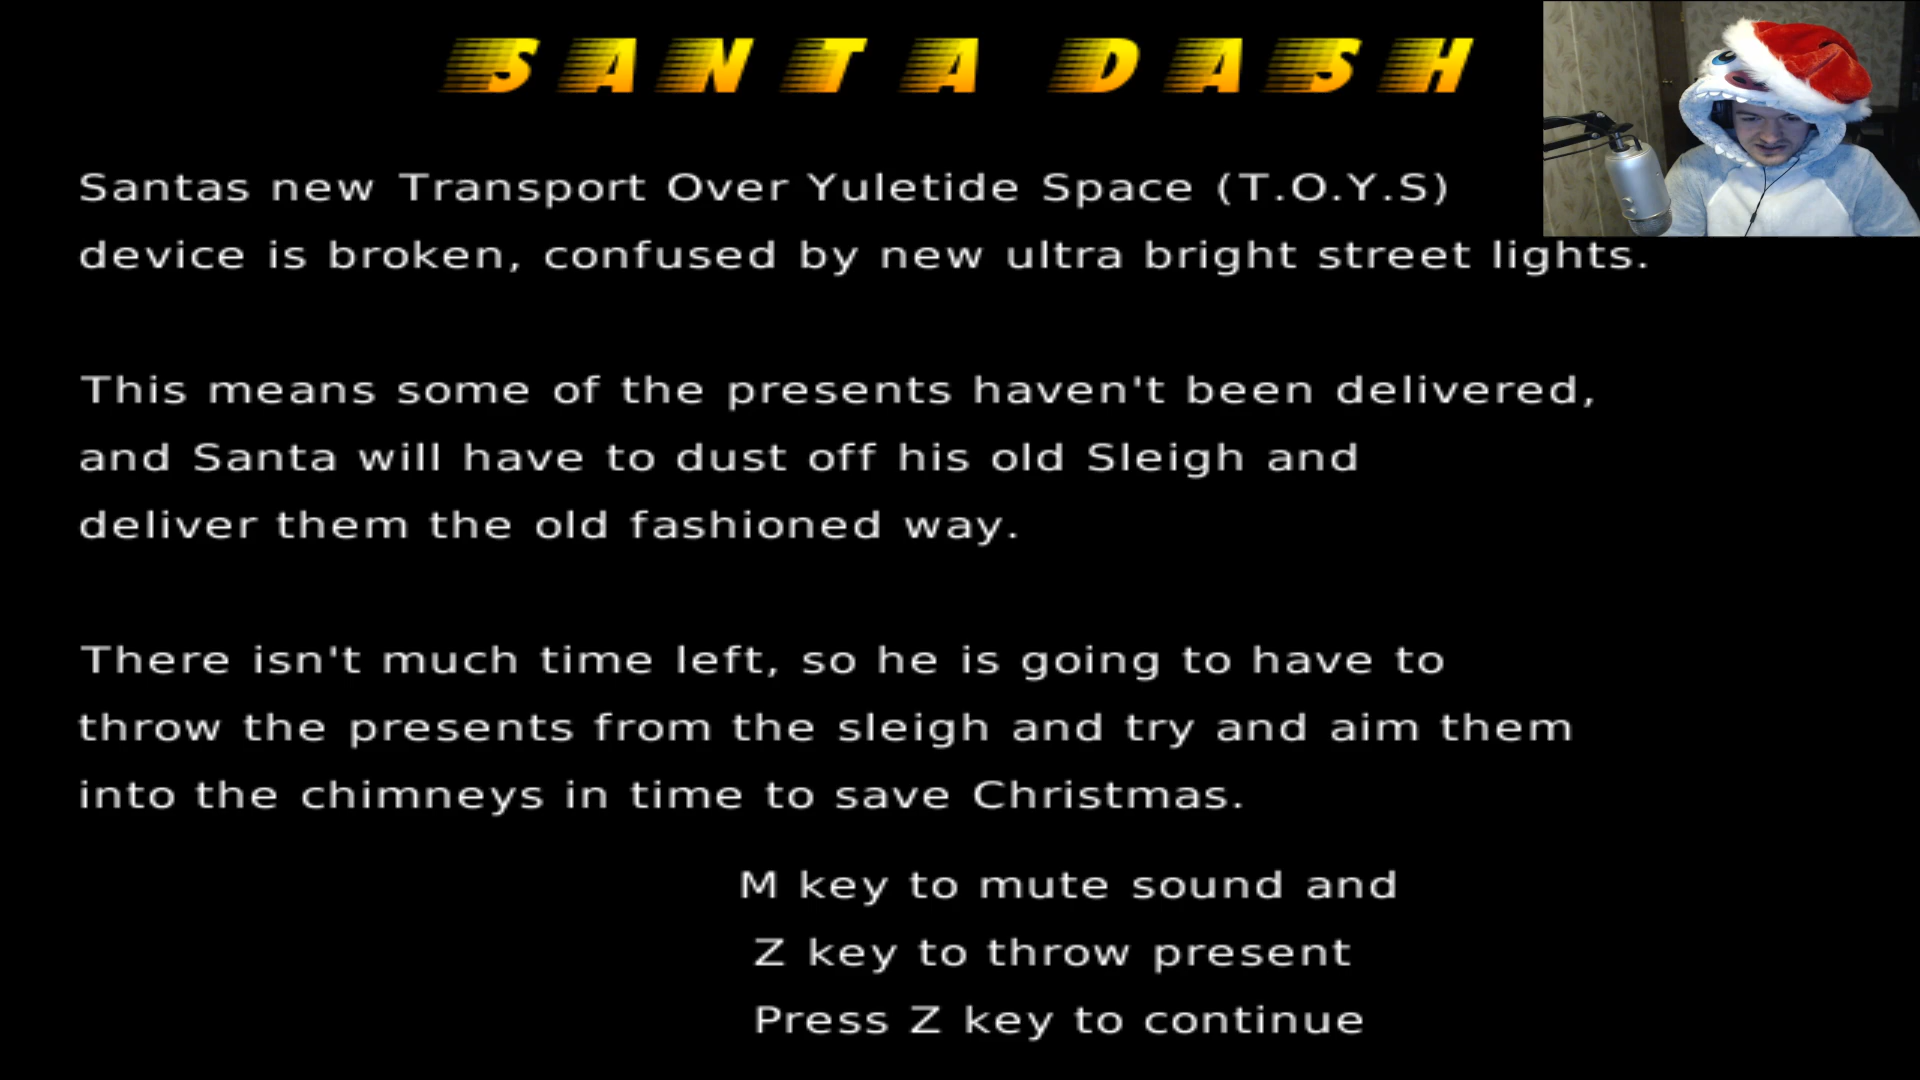 SANTA DASH
Santas new Transport Over Yuletide Space (T.O.Y.S)
device is broken, confused by new ultra bright street lights.
This means some of the presents haven't been delivered,
and Santa will have to dust off his old Sleigh and
deliver them the old fashioned way.
There isn't much time left, so he is going to have to
throw the presents from the sleigh and try and aim them
into the chimneys in time to save Christmas.
M key to mute sound and
Z key to throw present
Press Z key to continue